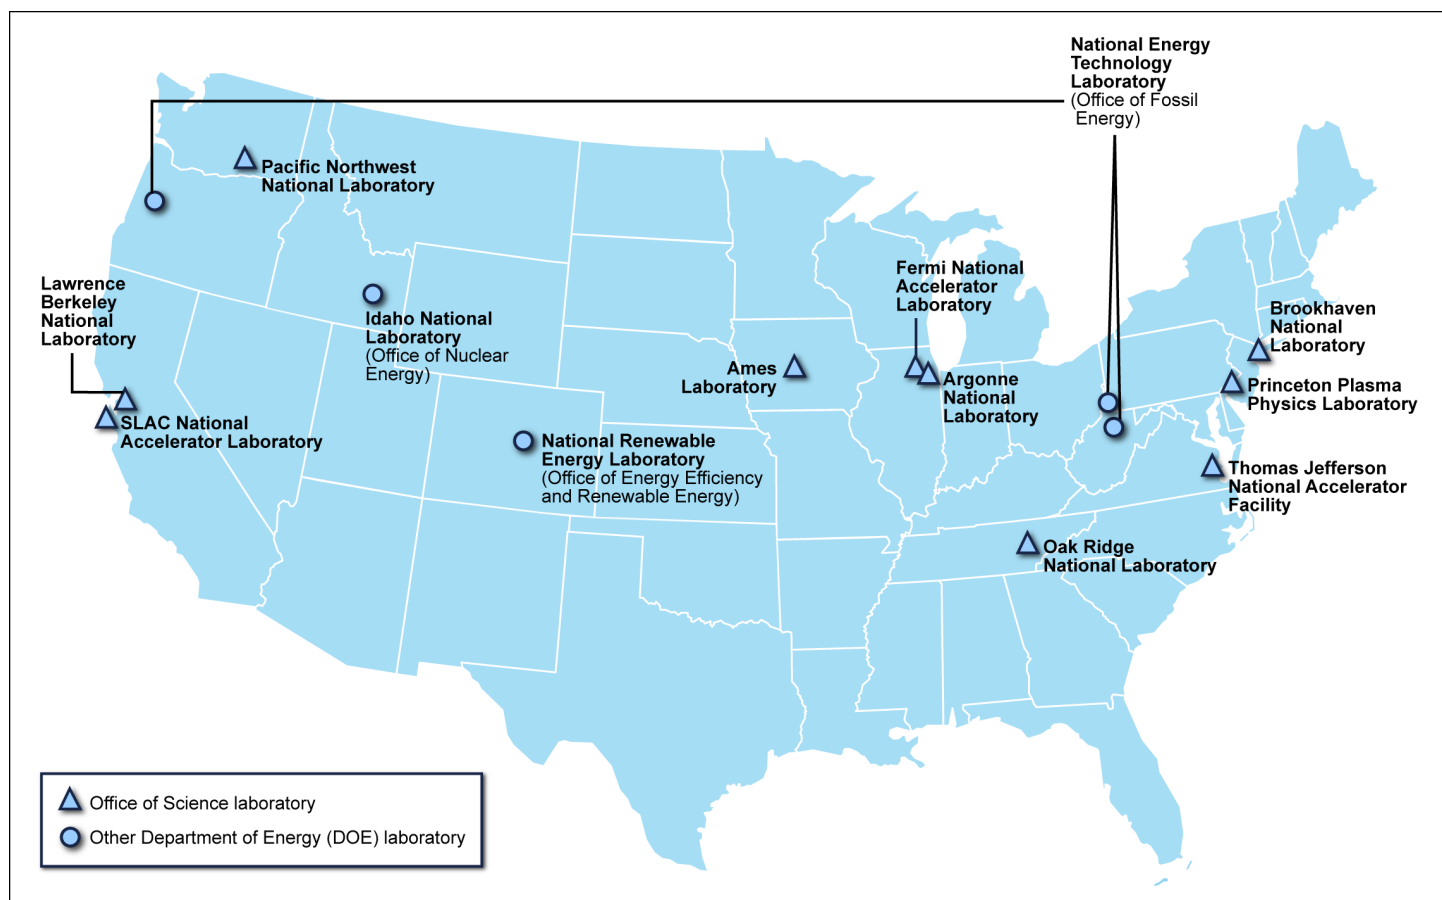 National Energy
Technology
Laboratory
(Office of Fossil
Energy)
Pacific Northwest
National Laboratory
Lawrence
Berkeley
National
Laboratory
Idaho National
Laboratory
(Office of Nuclear
Energy)
Fermi National
Accelerator
Laboratory
Brookhaven
National
Laboratory
Ames
Laboratory
Argonne
National
Laboratory
Princeton Plasma
Physics Laboratory
SLAC National
Accelerator Laboratory
National Renewable
Energy Laboratory
(Office of Energy Efficiency
and Renewable Energy)
Thomas Jefferson
National Accelerator
Facility
Oak Ridge
National Laboratory
Office of Science laboratory
Other Department of Energy (DOE) laboratory